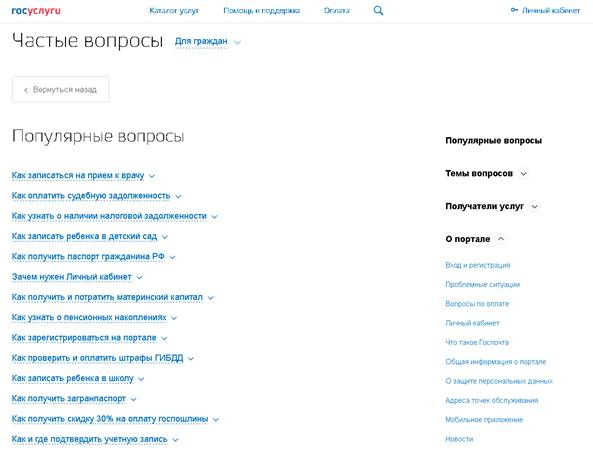 госуслуги
Каталог услуг Помощь и поддержка Оплата Личный кабинет
Частые вопросы Для граждан
Вернуться назад
Популярные вопросы
Как записаться на прием к врачу
Как оплатить судебную задолженность
Как узнать о наличии налоговой задолженности
Как записать ребенка в детский сад
Как получить паспорт гражданина РФ
Зачем нужен Личный кабинет
Как получить и потратить материнский капитал
Как узнать о пенсионных накоплениях
Как зарегистрироваться на портале
Как проверить и оплатить штрафы ГИБДД
Как записать ребенка в школу
Как получить загранпаспорт
Как получить скидку 30% на оплату госпошлины
Как и где подтвердить учетную запись
Популярные вопросы
Темы вопросов
Получатели услуг
О портале
Вход и регистрация
Проблемные ситуации
Вопросы по оплате
Личный кабинет
Что такое Госпочта
Общая информация о портале
О защите персональных данных
Адреса точек обслуживания
Мобильное приложение
Новости